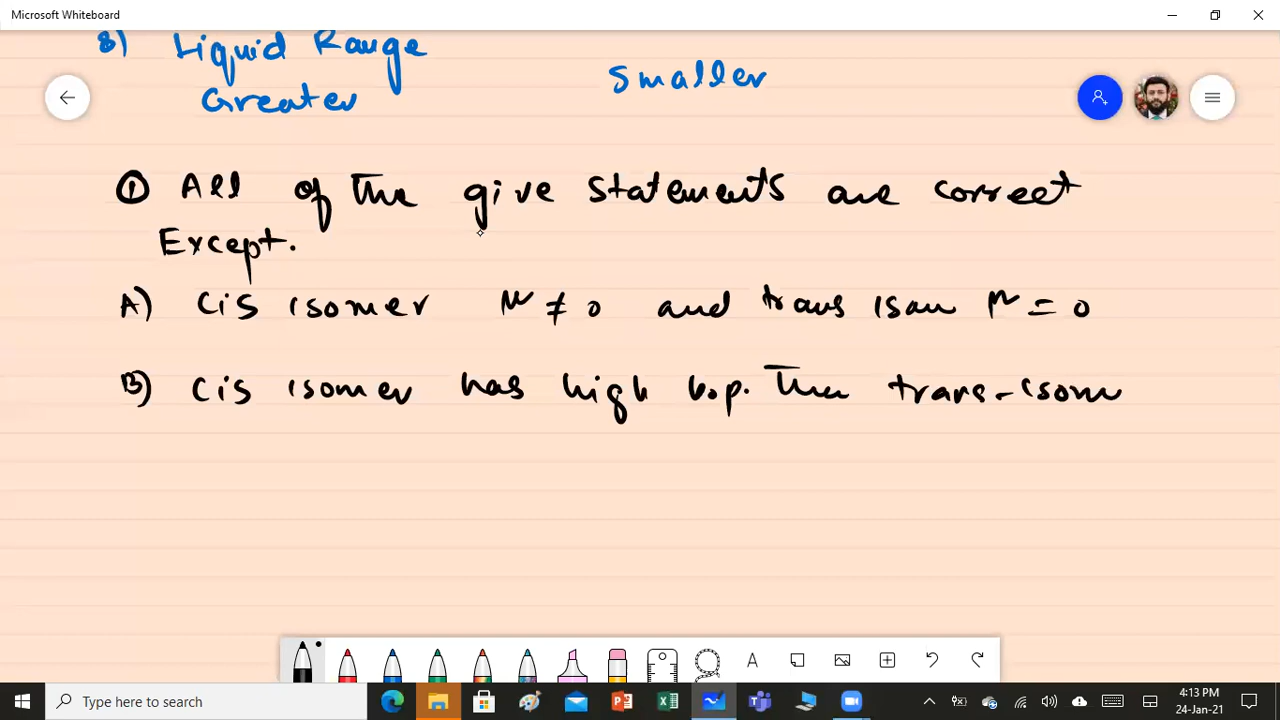 Microsoft Whiteboard
8) Liquid Range
Greater Smaller
① All of the give statements are correct
Except.
A) Cis isomer μ ≠ 0 and trans isom μ = 0
B) Cis isomer has high b.p. Then trans-isom
A
Type here to search
4:13 PM
24-Jan-21